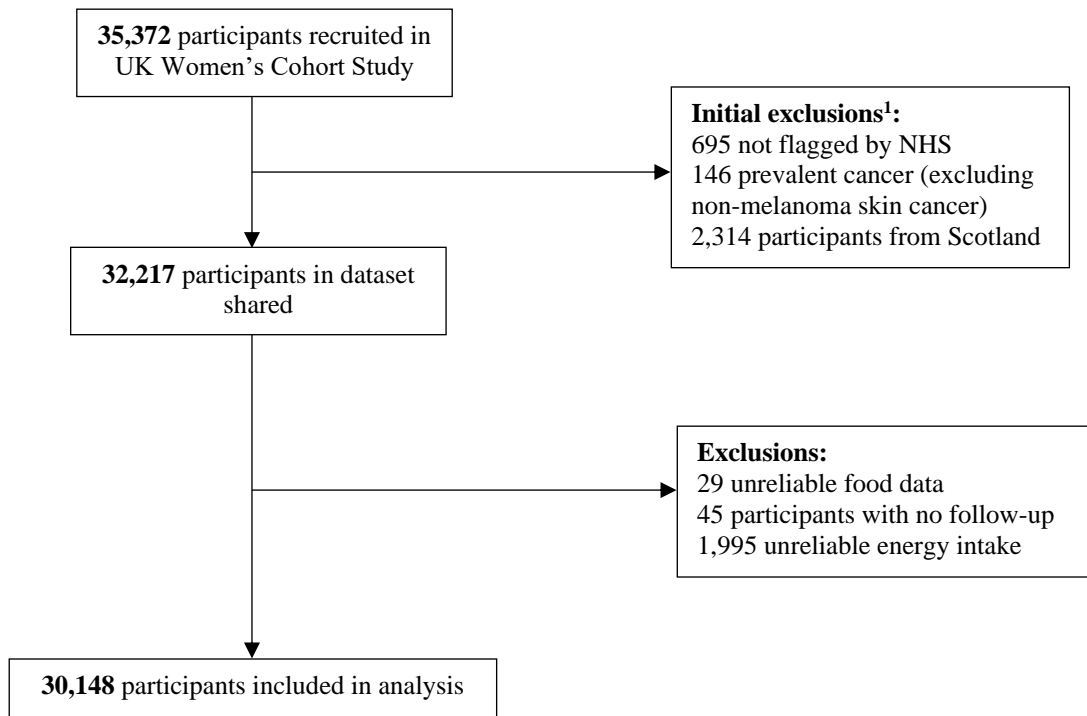 35,372 participants recruited in
UK Women’s Cohort Study
Initial exclusions¹:
695 not flagged by NHS
146 prevalent cancer (excluding
non-melanoma skin cancer)
2,314 participants from Scotland
32,217 participants in dataset
shared
Exclusions:
29 unreliable food data
45 participants with no follow-up
1,995 unreliable energy intake
30,148 participants included in analysis